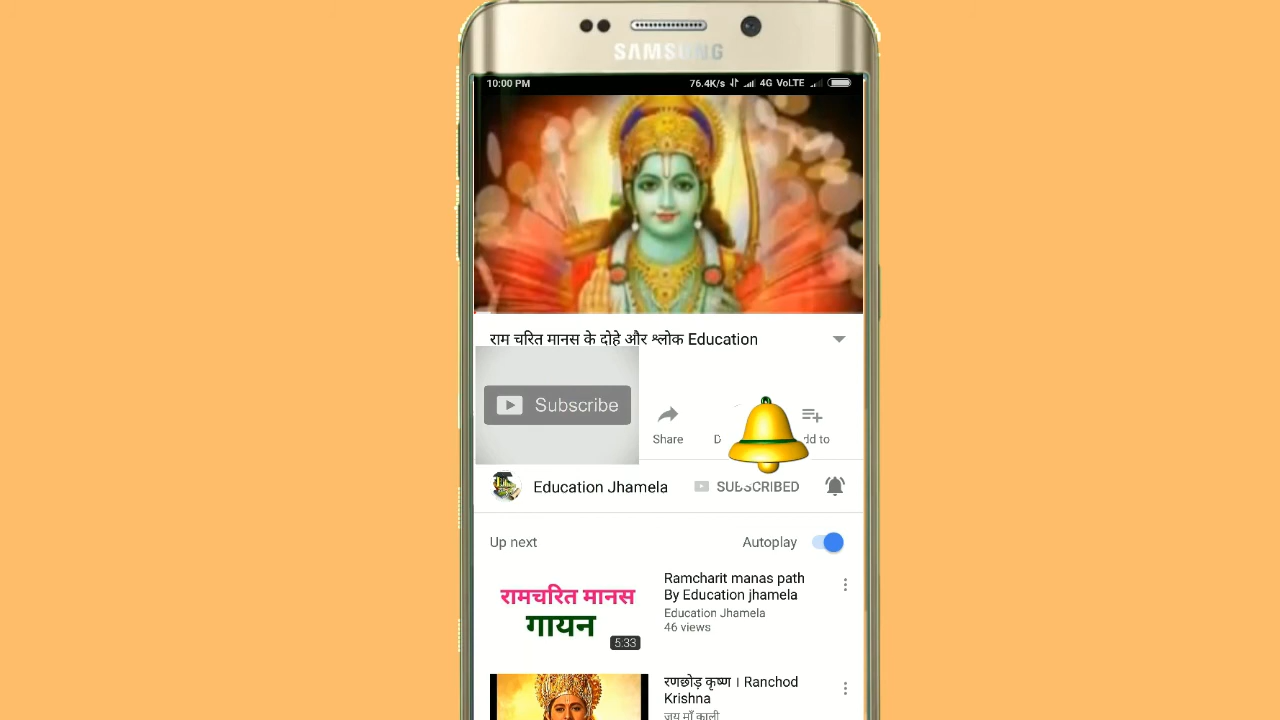 SAMSUNG
10:00 PM 76.4K/s 4G VoLTE
राम चरित मानस के दोहे और श्लोक Education
Subscribe
Share D dd to
Education Jhamela SUBSCRIBED
Up next Autoplay
रामचरित मानस
गायन
5:33
Ramcharit manas path
By Education jhamela
Education Jhamela
46 views
रणछोड़ कृष्ण । Ranchod
Krishna
जय माँ काली